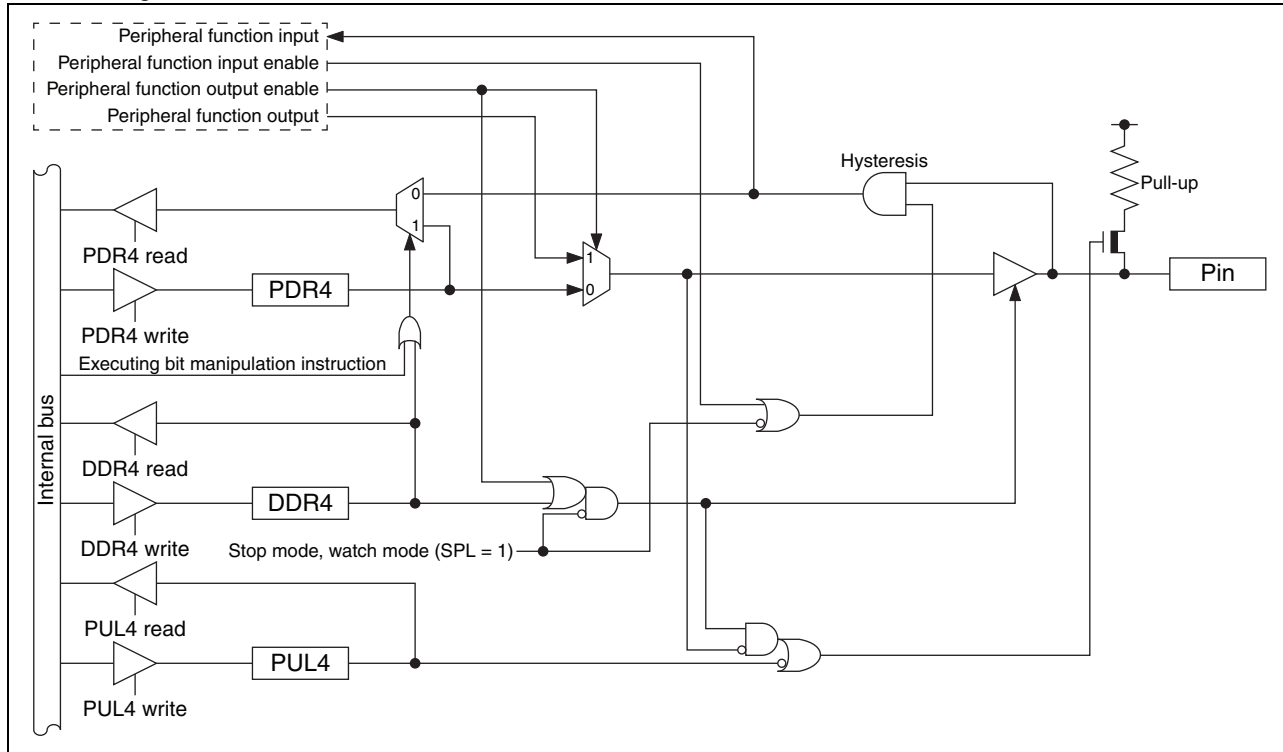 Peripheral function input
Peripheral function input enable
Peripheral function output enable
Peripheral function output
Hysteresis
Pull-up
0
1
PDR4 read
1
0
PDR4
Pin
PDR4 write
Executing bit manipulation instruction
Internal bus
DDR4 read
DDR4
DDR4 write
Stop mode, watch mode (SPL = 1)
PUL4 read
PUL4
PUL4 write